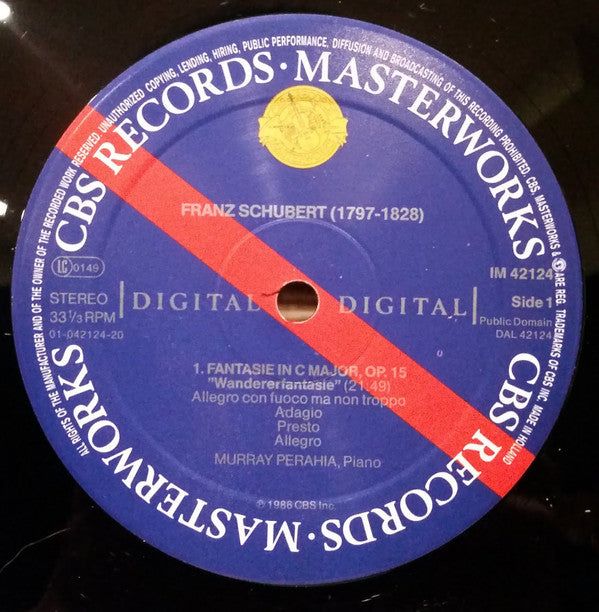 ALL RIGHTS OF THE MANUFACTURER AND OF THE OWNER OF THE RECORDED WORK RESERVED. UNAUTHORIZED COPYING, LENDING, HIRING, PUBLIC PERFORMANCE, DIFFUSION AND BROADCASTING OF THIS RECORDING PROHIBITED. CBS, MASTERWORKS & ARE REG. TRADEMARKS OF CBS INC. MADE IN HOLLAND
CBS RECORDS · MASTERWORKS
CBS RECORDS · MASTERWORKS
FRANZ SCHUBERT (1797-1828)
LC 0149
IM 42124
STEREO
33 1/3 RPM
01-042124-20
DIGITAL
DIGITAL
Side 1
Public Domain
DAL 42124
1. FANTASIE IN C MAJOR, OP. 15
"Wandererfantasie" (21:49)
Allegro con fuoco ma non troppo
Adagio
Presto
Allegro
MURRAY PERAHIA, Piano
℗ 1986 CBS Inc.